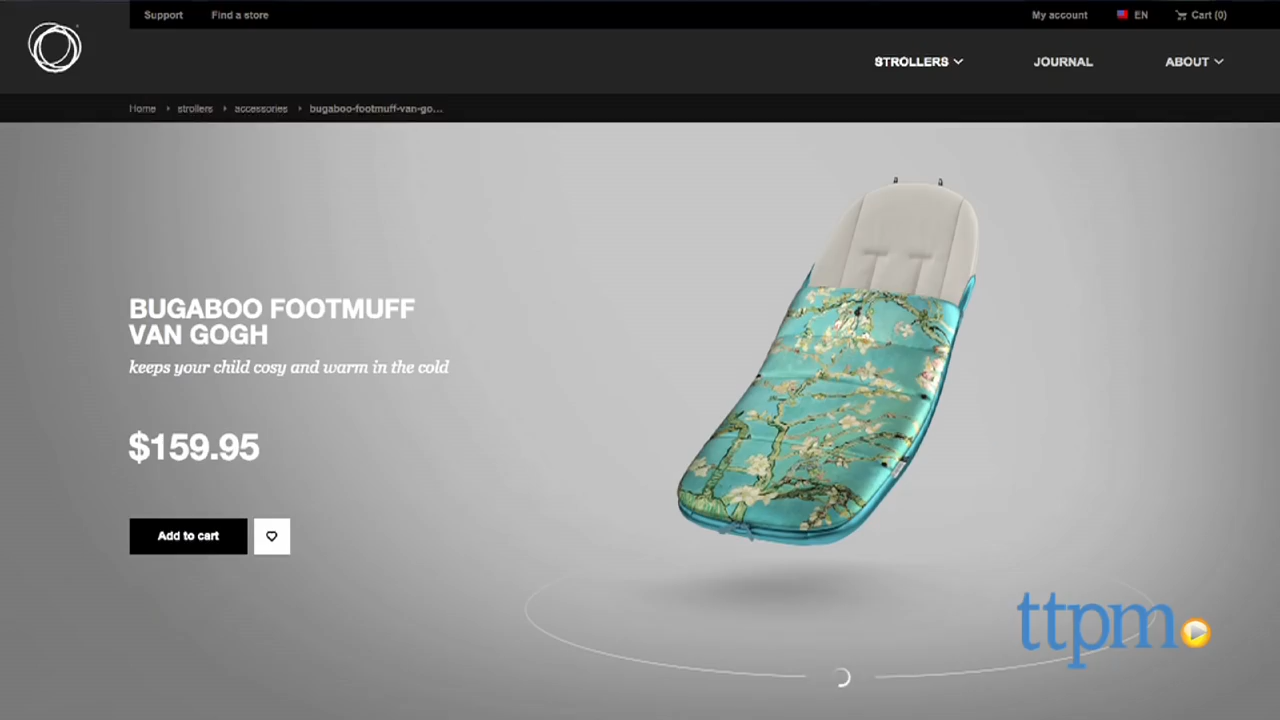 Support
Find a store
My account
EN
Cart (0)
STROLLERS
JOURNAL
ABOUT
Home
strollers
accessories
bugaboo-footmuff-van-go...
BUGABOO FOOTMUFF
VAN GOGH
keeps your child cosy and warm in the cold
$159.95
Add to cart
ttpm